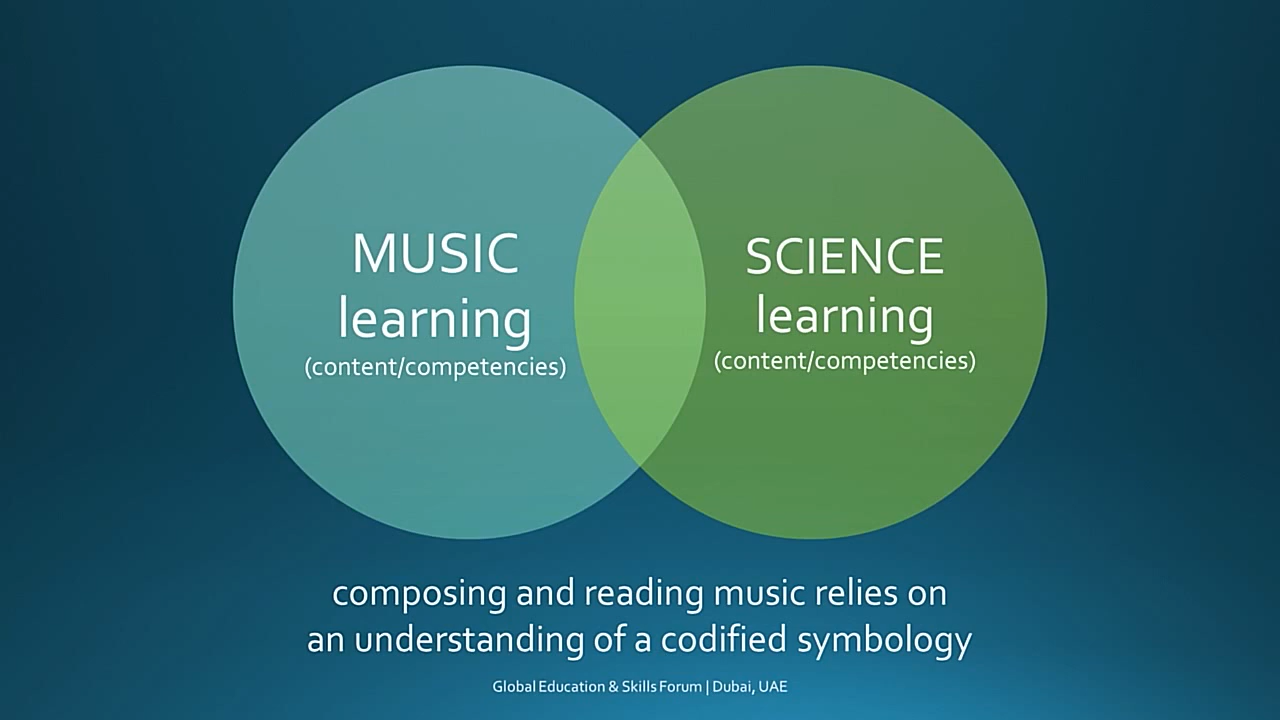 MUSIC
learning
(content/competencies)
SCIENCE
learning
(content/competencies)
composing and reading music relies on
an understanding of a codified symbology
Global Education & Skills Forum | Dubai, UAE